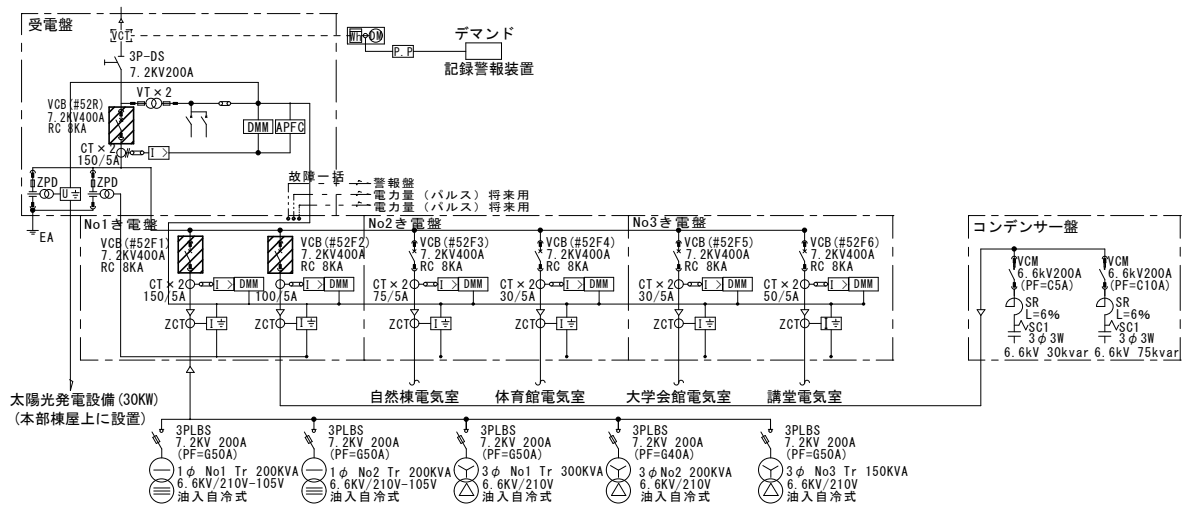 受電盤
VCT
Wh
DM
P.P
デマンド
記録警報装置
3P-DS
7.2KV200A
VT×2
VCB(#52R)
7.2KV400A
RC 8KA
DMM
APFC
CT×2
150/5A
I >
ZPD
U
ZPD
EA
故障一括
警報盤
電力量(パルス)将来用
電力量(パルス)将来用
No1き電盤
No2き電盤
No3き電盤
コンデンサー盤
VCB(#52F1)
7.2KV400A
RC 8KA
CT×2
150/5A
I >
DMM
ZCT
I
VCB(#52F2)
7.2KV400A
RC 8KA
CT×2
100/5A
I >
DMM
ZCT
I
VCB(#52F3)
7.2KV400A
RC 8KA
CT×2
75/5A
I >
DMM
ZCT
I
VCB(#52F4)
7.2KV400A
RC 8KA
CT×2
30/5A
I >
DMM
ZCT
I
VCB(#52F5)
7.2KV400A
RC 8KA
CT×2
30/5A
I >
DMM
ZCT
I
VCB(#52F6)
7.2KV400A
RC 8KA
CT×2
50/5A
I >
DMM
ZCT
I
VCM
6.6kV200A
(PF=C5A)
SR
L=6%
SC1
3φ3W
6.6kV 30kvar
VCM
6.6kV200A
(PF=C10A)
SR
L=6%
SC1
3φ3W
6.6kV 75kvar
太陽光発電設備(30KW)
(本部棟屋上に設置)
自然棟電気室
体育館電気室
大学会館電気室
講堂電気室
3PLBS
7.2KV 200A
(PF=G50A)
1φ No1 Tr 200KVA
6.6KV/210V-105V
油入自冷式
3PLBS
7.2KV 200A
(PF=G50A)
1φ No2 Tr 200KVA
6.6KV/210V-105V
油入自冷式
3PLBS
7.2KV 200A
(PF=G50A)
3φ No1 Tr 300KVA
6.6KV/210V
油入自冷式
3PLBS
7.2KV 200A
(PF=G40A)
3φNo2 200KVA
6.6KV/210V
油入自冷式
3PLBS
7.2KV 200A
(PF=G50A)
3φ No3 Tr 150KVA
6.6KV/210V
油入自冷式